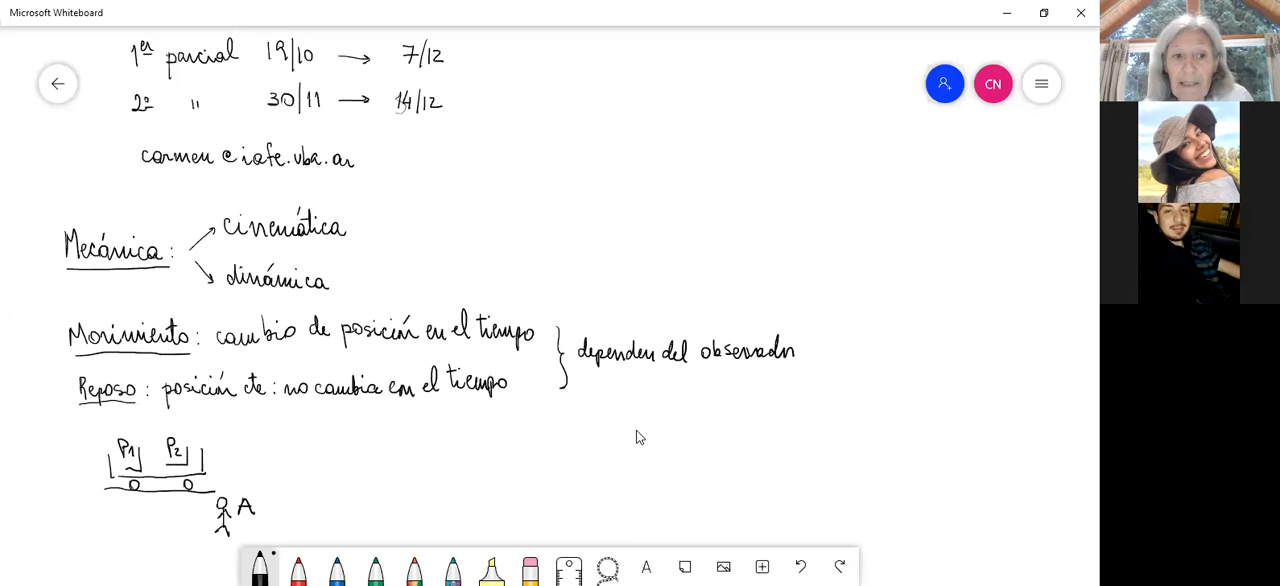 Microsoft Whiteboard
1er parcial 19/10 → 7/12
2º " 30/11 → 14/12
CN
carmen@iafe.uba.ar
Mecánica: cinemática
dinámica
Movimiento: cambio de posición en el tiempo
dependen del observador
Reposo: posición cte: no cambia con el tiempo
P1 P2
A
A